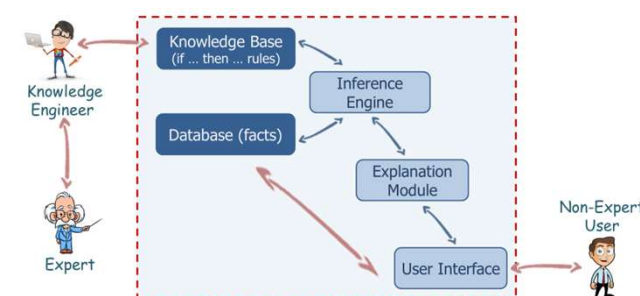 Knowledge Base
(if ... then ... rules)
Knowledge
Engineer
Inference
Engine
Database (facts)
Explanation
Module
Non-Expert
User
Expert
User Interface